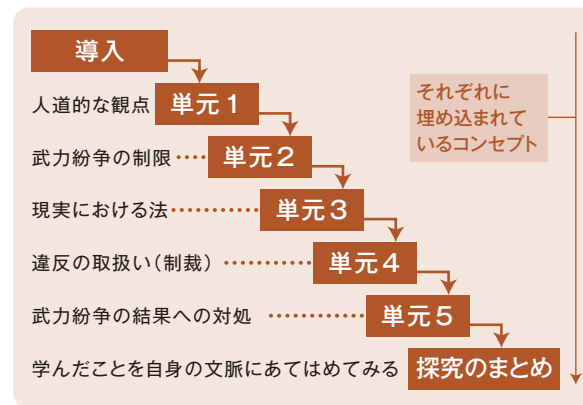 導入
人道的な観点 単元1
武力紛争の制限 ････ 単元2
現実における法 ･･･････････ 単元3
違反の取扱い（制裁） ･･･････････ 単元4
武力紛争の結果への対処 ････････････ 単元5
学んだことを自身の文脈にあてはめてみる 探究のまとめ
それぞれに
埋め込まれて
いるコンセプト